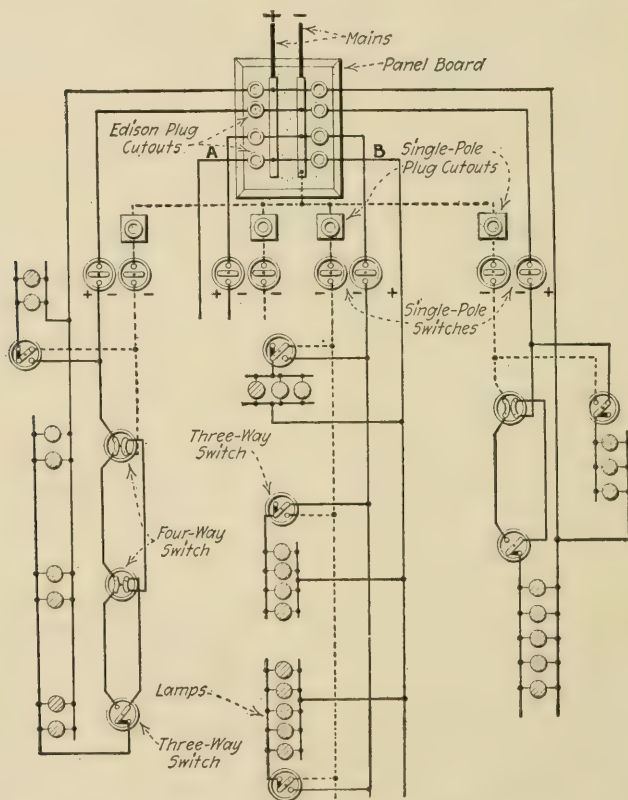 + -
Mains
Panel Board
Edison Plug
Cutouts
A
B
Single-Pole
Plug Cutouts
+ - -
+ - -
- - +
- - +
Single-Pole
Switches
Three-Way
Switch
Four-Way
Switch
Lamps
Three-Way
Switch